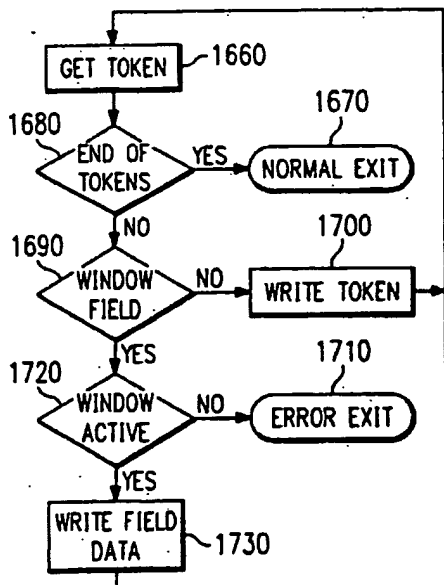 GET TOKEN
1660
1680
END OF
TOKENS
YES
1670
NORMAL EXIT
NO
1690
WINDOW
FIELD
NO
1700
WRITE TOKEN
YES
1720
WINDOW
ACTIVE
NO
1710
ERROR EXIT
YES
WRITE FIELD
DATA
1730